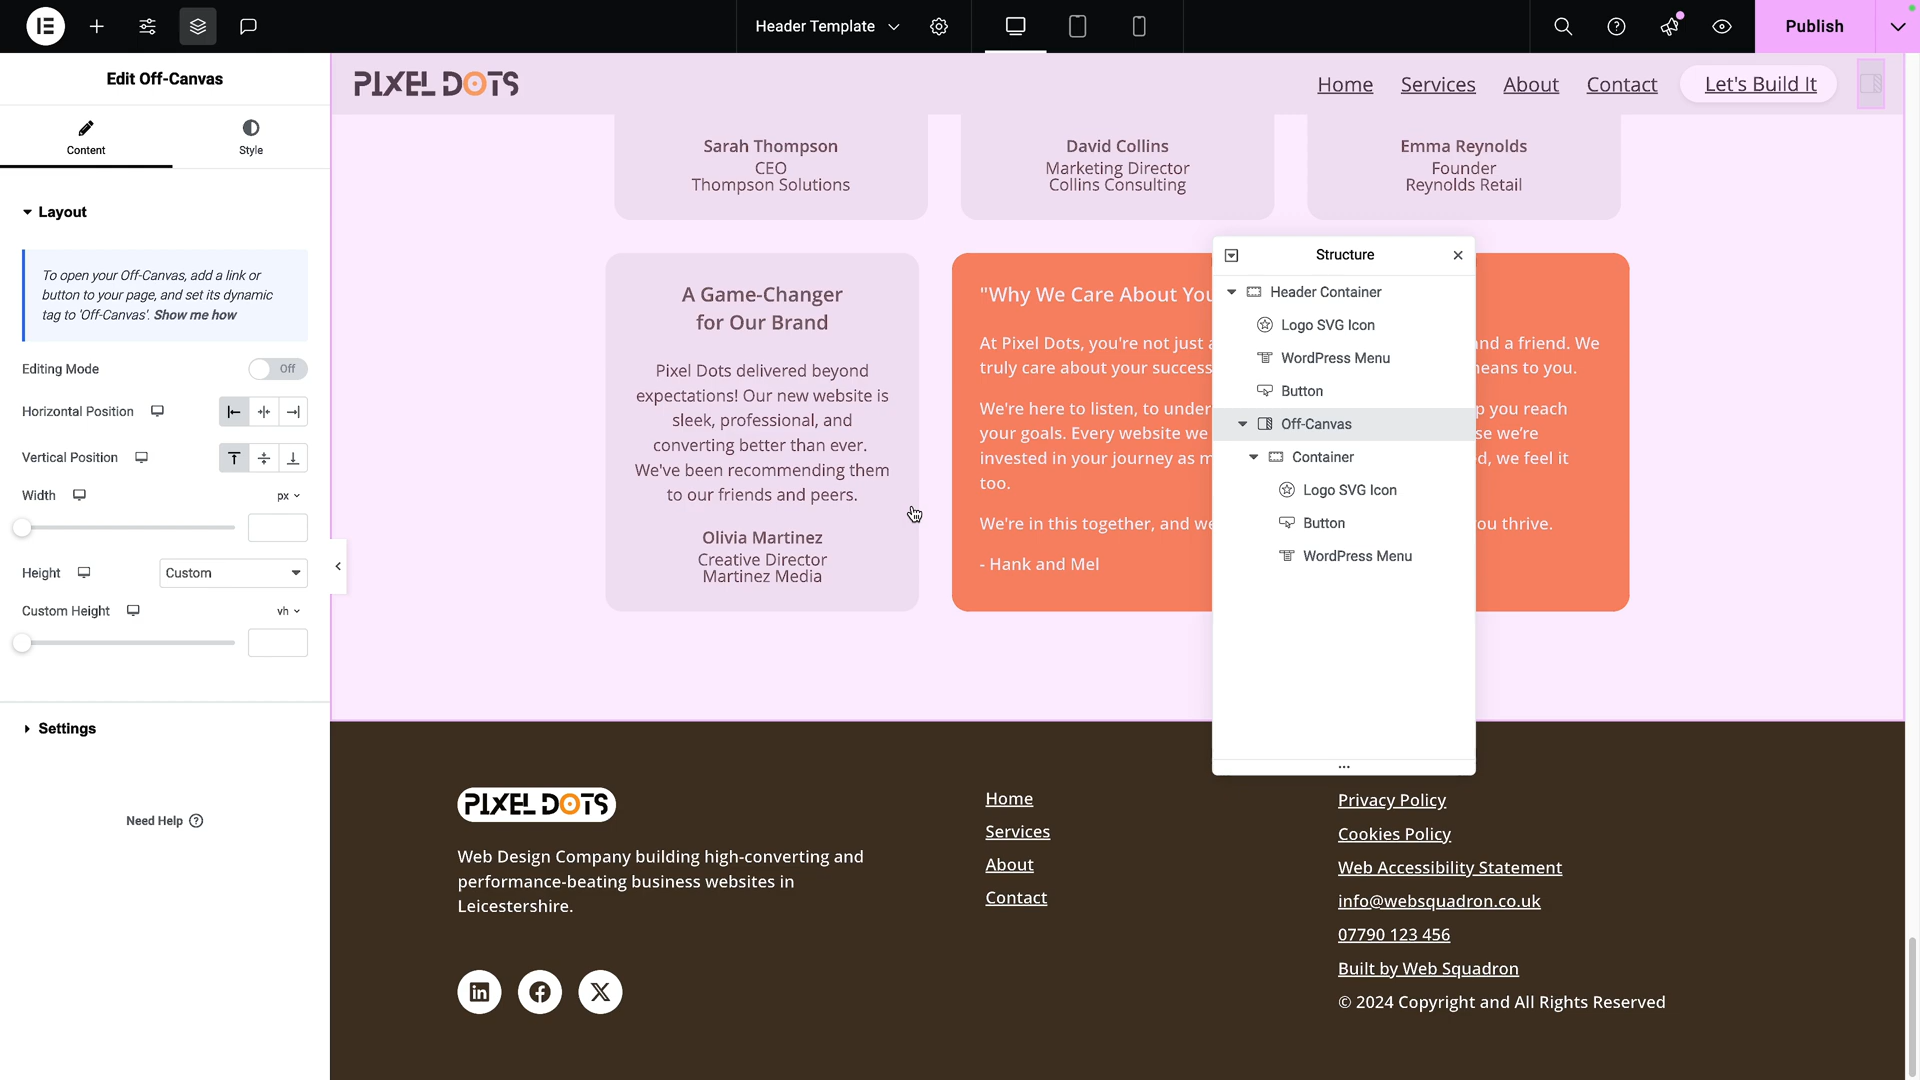 Header Template
Publish
Edit Off-Canvas
Content
Style
Layout
To open your Off-Canvas, add a link or
button to your page, and set its dynamic
tag to 'Off-Canvas'. Show me how
Editing Mode
Off
Horizontal Position
Vertical Position
Width
px
Height
Custom
Custom Height
vh
Settings
Need Help
PIXEL DOTS
Home
Services
About
Contact
Let's Build It
Sarah Thompson
CEO
Thompson Solutions
David Collins
Marketing Director
Collins Consulting
Emma Reynolds
Founder
Reynolds Retail
A Game-Changer
for Our Brand
Pixel Dots delivered beyond
expectations! Our new website is
sleek, professional, and
converting better than ever.
We've been recommending them
to our friends and peers.
Olivia Martinez
Creative Director
Martinez Media
"Why We Care About
At Pixel Dots, you're not just a friend. We
truly care about your success means to you.
We're here to listen, to you reach
your goals. Every website we we're
invested in your journey as we feel it
too.
We're in this together, and thrive.
- Hank and Mel
Structure
Header Container
Logo SVG Icon
WordPress Menu
Button
Off-Canvas
Container
Logo SVG Icon
Button
WordPress Menu
PIXEL DOTS
Web Design Company building high-converting and
performance-beating business websites in
Leicestershire.
Home
Services
About
Contact
Privacy Policy
Cookies Policy
Web Accessibility Statement
info@websquadron.co.uk
07790 123 456
Built by Web Squadron
© 2024 Copyright and All Rights Reserved